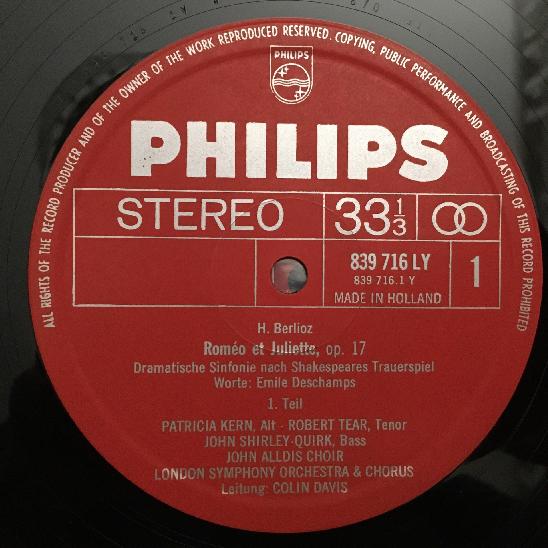 ALL RIGHTS OF THE RECORD PRODUCER AND OF THE OWNER OF THE WORK REPRODUCED RESERVED. COPYING, PUBLIC PERFORMANCE AND BROADCASTING OF THIS RECORD PROHIBITED
PHILIPS
PHILIPS
STEREO 33 1/3
839 716 LY 1
839 716.1 Y
MADE IN HOLLAND
H. Berlioz
Roméo et Juliette, op. 17
Dramatische Sinfonie nach Shakespeares Trauerspiel
Worte: Emile Deschamps
1. Teil
PATRICIA KERN, Alt - ROBERT TEAR, Tenor
JOHN SHIRLEY-QUIRK, Bass
JOHN ALLDIS CHOIR
LONDON SYMPHONY ORCHESTRA & CHORUS
Leitung: COLIN DAVIS